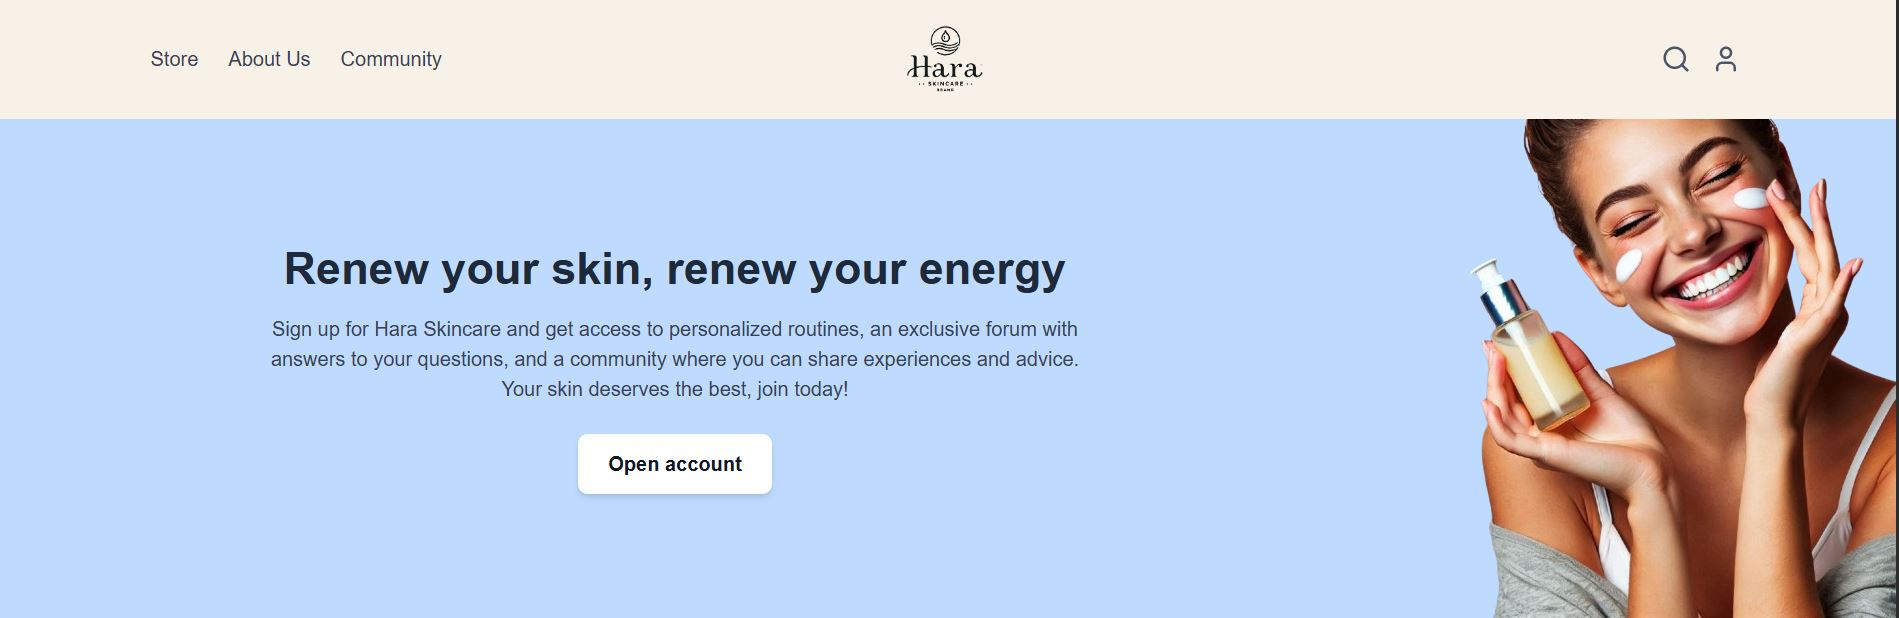 Store
About Us
Community
Hara
SKINCARE
BRAND
Renew your skin, renew your energy
Sign up for Hara Skincare and get access to personalized routines, an exclusive forum with
answers to your questions, and a community where you can share experiences and advice.
Your skin deserves the best, join today!
Open account